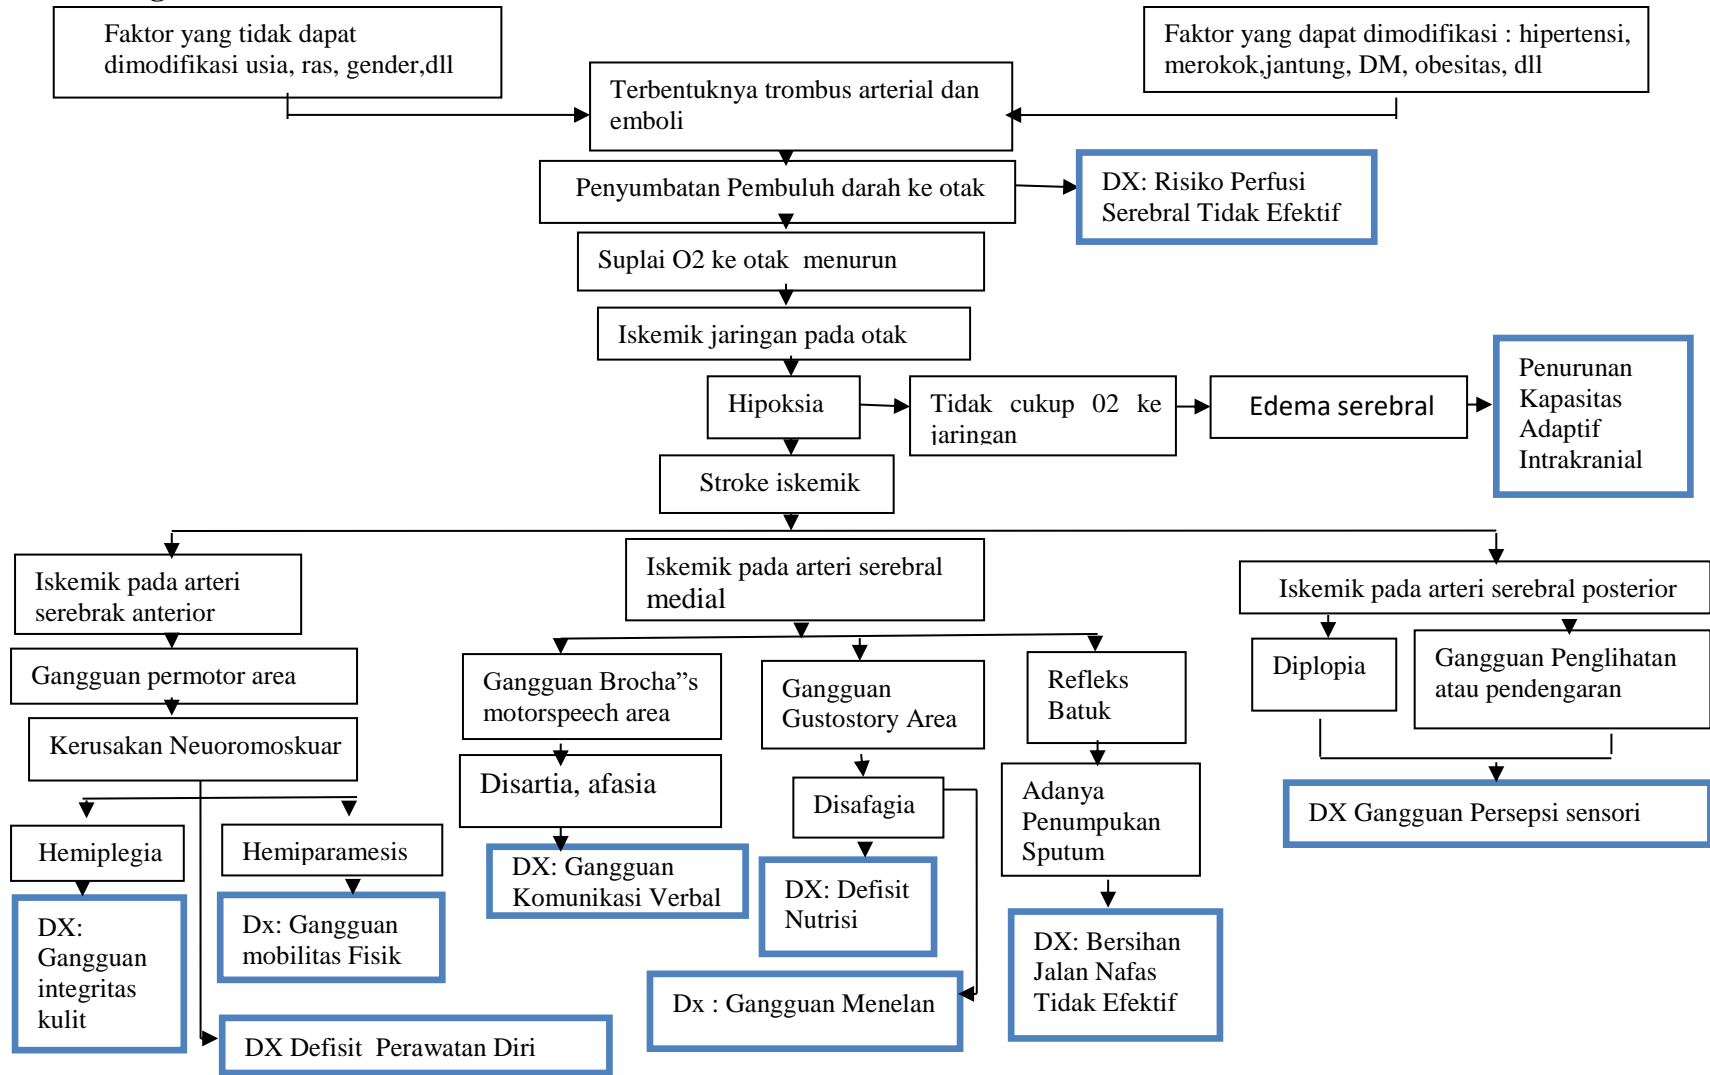 Faktor yang tidak dapat
dimodifikasi usia, ras, gender,dll
Faktor yang dapat dimodifikasi : hipertensi,
merokok,jantung, DM, obesitas, dll
Terbentuknya trombus arterial dan
emboli
Penyumbatan Pembuluh darah ke otak
DX: Risiko Perfusi
Serebral Tidak Efektif
Suplai O2 ke otak menurun
Iskemik jaringan pada otak
Hipoksia
Tidak cukup 02 ke
jaringan
Edema serebral
Penurunan
Kapasitas
Adaptif
Intrakranial
Stroke iskemik
Iskemik pada arteri
serebrak anterior
Iskemik pada arteri serebral
medial
Iskemik pada arteri serebral posterior
Gangguan permotor area
Kerusakan Neuoromoskuar
Hemiplegia
Hemiparamesis
DX:
Gangguan
integritas
kulit
Dx: Gangguan
mobilitas Fisik
DX Defisit Perawatan Diri
Gangguan Brocha”s
motorspeech area
Disartia, afasia
DX: Gangguan
Komunikasi Verbal
Gangguan
Gustostory Area
Disafagia
DX: Defisit
Nutrisi
Dx : Gangguan Menelan
Refleks
Batuk
Adanya
Penumpukan
Sputum
DX: Bersihan
Jalan Nafas
Tidak Efektif
Diplopia
Gangguan Penglihatan
atau pendengaran
DX Gangguan Persepsi sensori